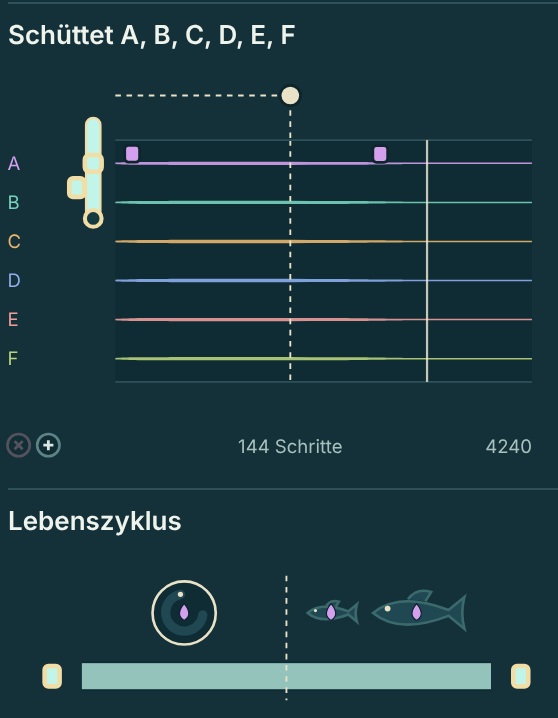 Schüttet A, B, C, D, E, F
A
B
C
D
E
F
144 Schritte
4240
Lebenszyklus